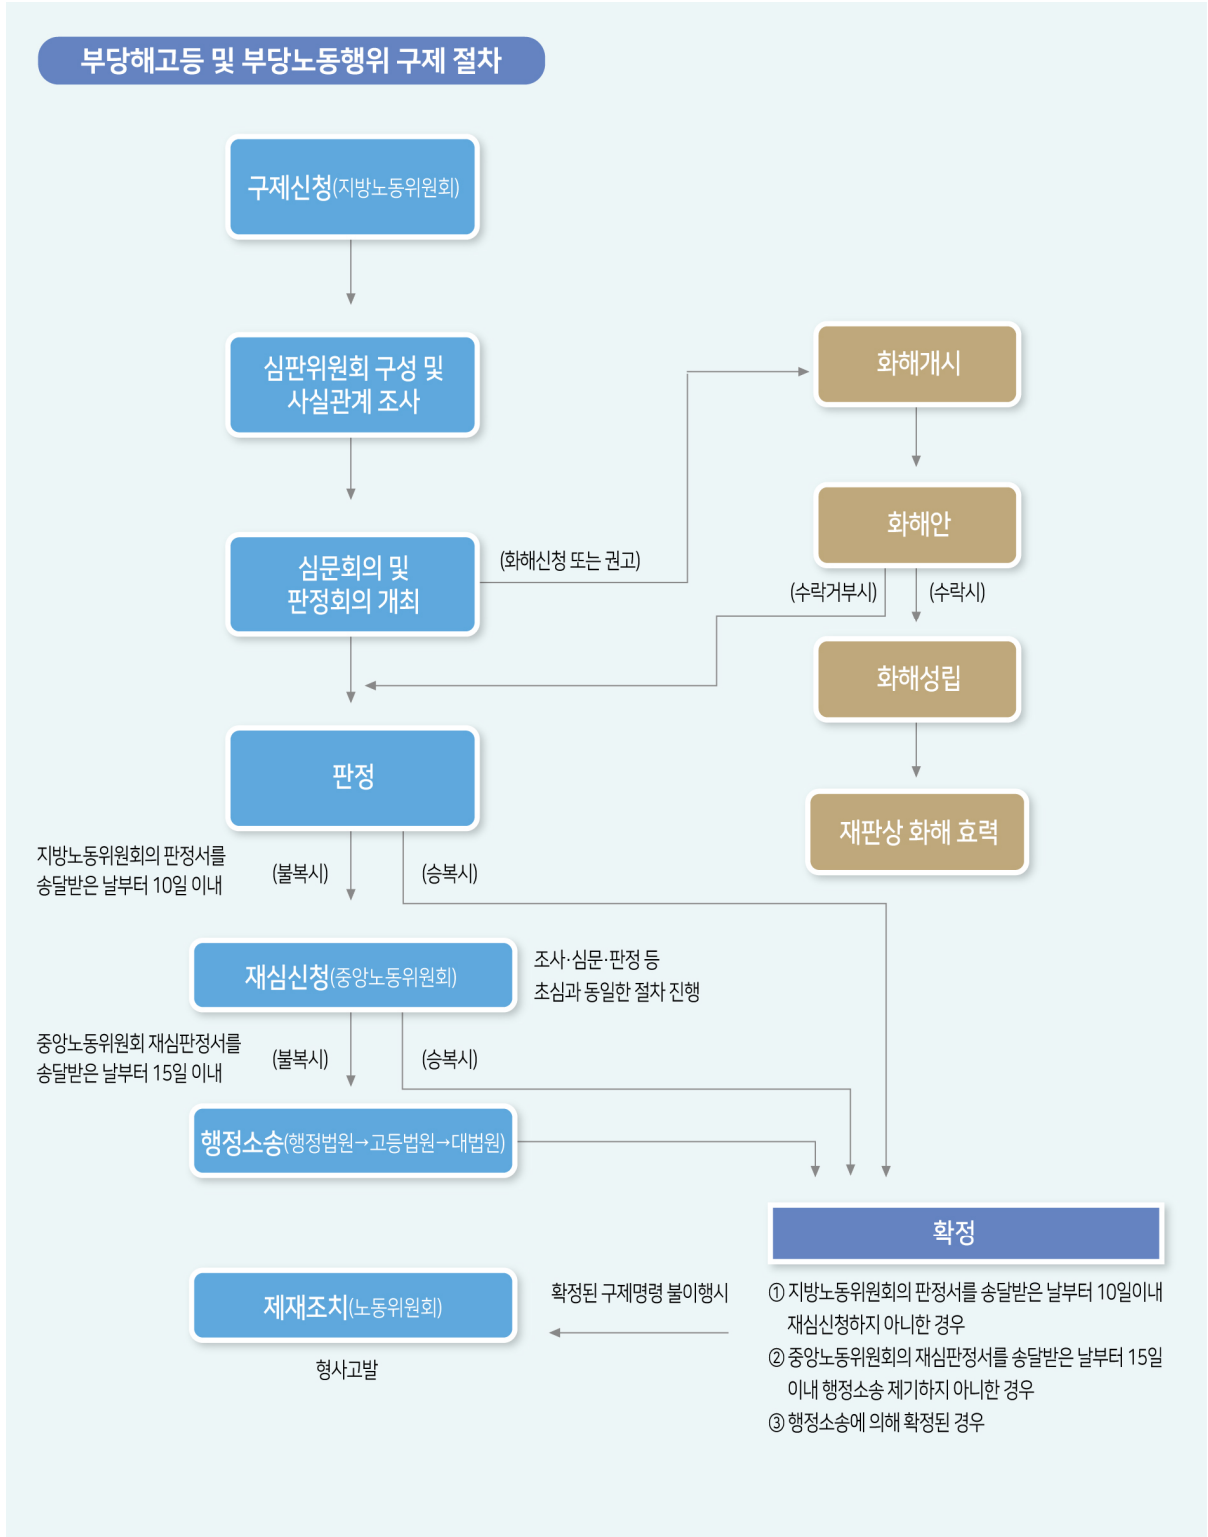 부당해고등 및 부당노동행위 구제 절차
구제신청(지방노동위원회)
심판위원회 구성 및
사실관계 조사
심문회의 및
판정회의 개최
(화해신청 또는 권고)
화해개시
화해안
(수락거부시)
(수락시)
화해성립
재판상 화해 효력
판정
지방노동위원회의 판정서를
송달받은 날부터 10일 이내
(불복시)
(승복시)
재심신청(중앙노동위원회)
조사·심문·판정 등
초심과 동일한 절차 진행
중앙노동위원회 재심판정서를
송달받은 날부터 15일 이내
(불복시)
(승복시)
행정소송(행정법원→고등법원→대법원)
확정
① 지방노동위원회의 판정서를 송달받은 날부터 10일이내
재심신청하지 아니한 경우
② 중앙노동위원회의 재심판정서를 송달받은 날부터 15일
이내 행정소송 제기하지 아니한 경우
③ 행정소송에 의해 확정된 경우
확정된 구제명령 불이행시
제재조치(노동위원회)
형사고발